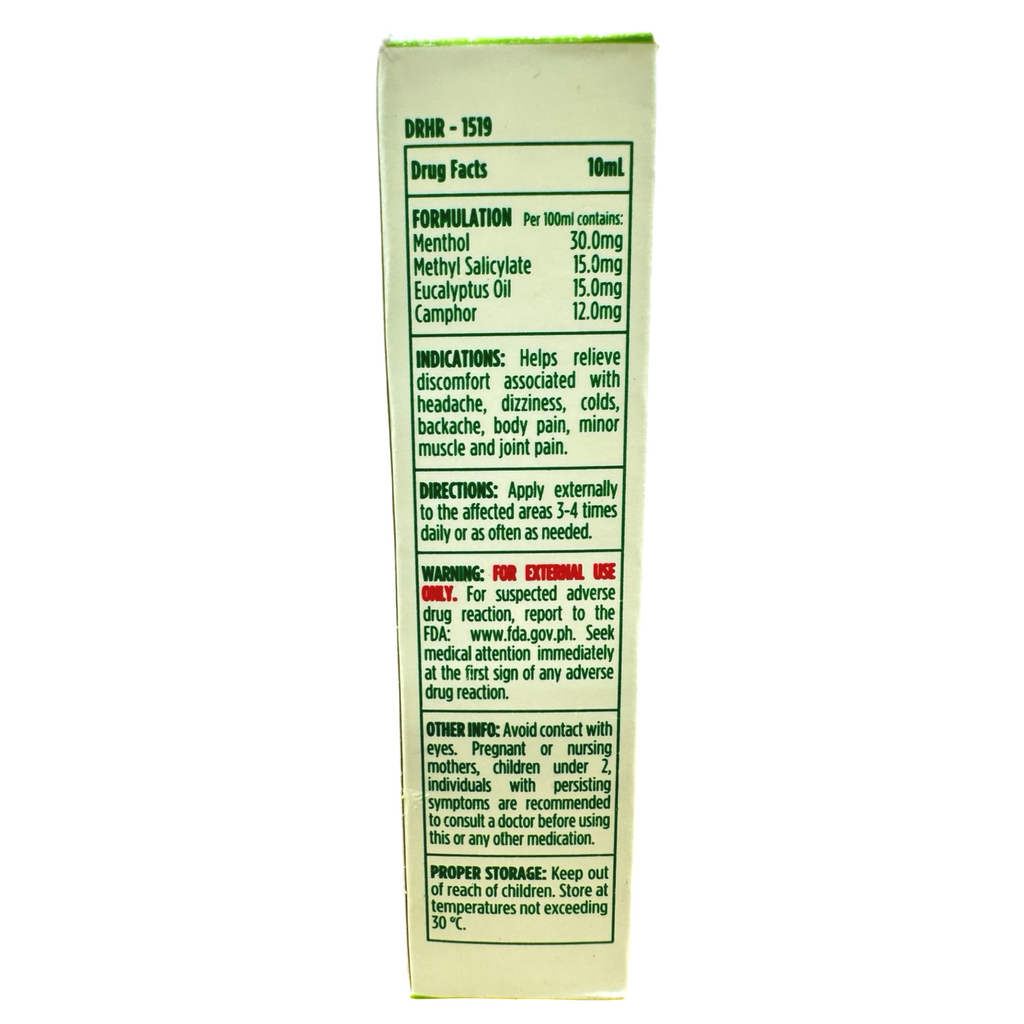 DRHR - 1519
Drug Facts 10mL
FORMULATION Per 100ml contains:
Menthol 30.0mg
Methyl Salicylate 15.0mg
Eucalyptus Oil 15.0mg
Camphor 12.0mg
INDICATIONS: Helps relieve
discomfort associated with
headache, dizziness, colds,
backache, body pain, minor
muscle and joint pain.
DIRECTIONS: Apply externally
to the affected areas 3-4 times
daily or as often as needed.
WARNING: FOR EXTERNAL USE
ONLY. For suspected adverse
drug reaction, report to the
FDA: www.fda.gov.ph. Seek
medical attention immediately
at the first sign of any adverse
drug reaction.
OTHER INFO: Avoid contact with
eyes. Pregnant or nursing
mothers, children under 2,
individuals with persisting
symptoms are recommended
to consult a doctor before using
this or any other medication.
PROPER STORAGE: Keep out
of reach of children. Store at
temperatures not exceeding
30 °C.